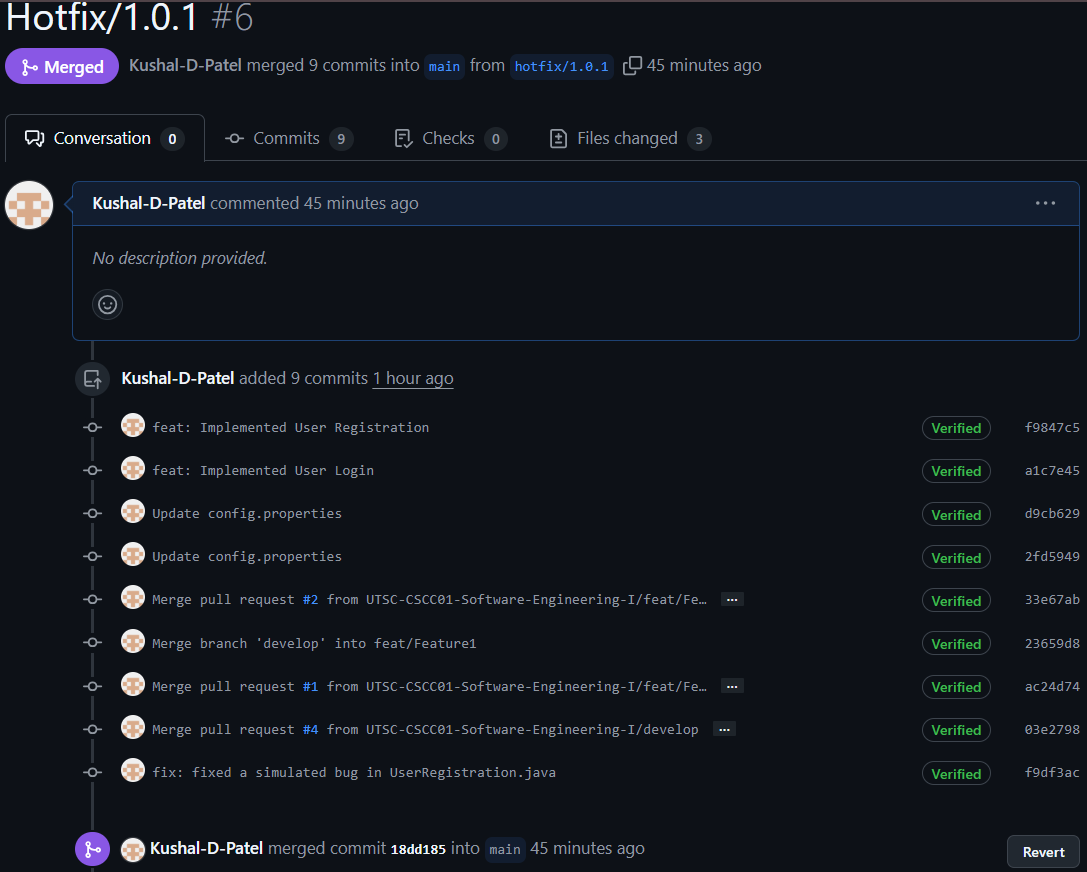 Hotfix/1.0.1 #6
Merged Kushal-D-Patel merged 9 commits into main from hotfix/1.0.1 45 minutes ago
Conversation 0 Commits 9 Checks 0 Files changed 3
Kushal-D-Patel commented 45 minutes ago ...
No description provided.
Kushal-D-Patel added 9 commits 1 hour ago
feat: Implemented User Registration Verified f9847c5
feat: Implemented User Login Verified a1c7e45
Update config.properties Verified d9cb629
Update config.properties Verified 2fd5949
Merge pull request #2 from UTSC-CSCC01-Software-Engineering-I/feat/Fe… ... Verified 33e67ab
Merge branch 'develop' into feat/Feature1 Verified 23659d8
Merge pull request #1 from UTSC-CSCC01-Software-Engineering-I/feat/Fe… ... Verified ac24d74
Merge pull request #4 from UTSC-CSCC01-Software-Engineering-I/develop ... Verified 03e2798
fix: fixed a simulated bug in UserRegistration.java Verified f9df3ac
Kushal-D-Patel merged commit 18dd185 into main 45 minutes ago Revert